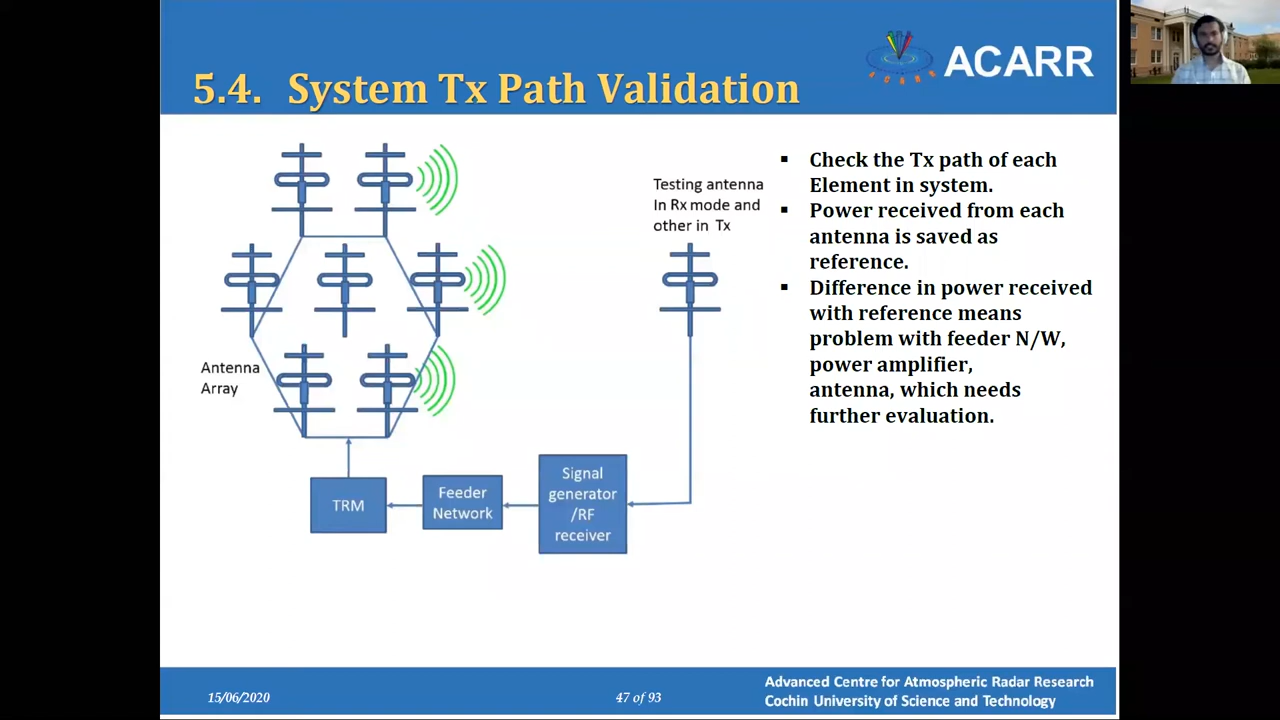 ACARR
A C A R R
5.4. System Tx Path Validation
Testing antenna
In Rx mode and
other in Tx
Antenna
Array
TRM
Feeder
Network
Signal
generator
/RF
receiver
▪ Check the Tx path of each
Element in system.
▪ Power received from each
antenna is saved as
reference.
▪ Difference in power received
with reference means
problem with feeder N/W,
power amplifier,
antenna, which needs
further evaluation.
15/06/2020
47 of 93
Advanced Centre for Atmospheric Radar Research
Cochin University of Science and Technology